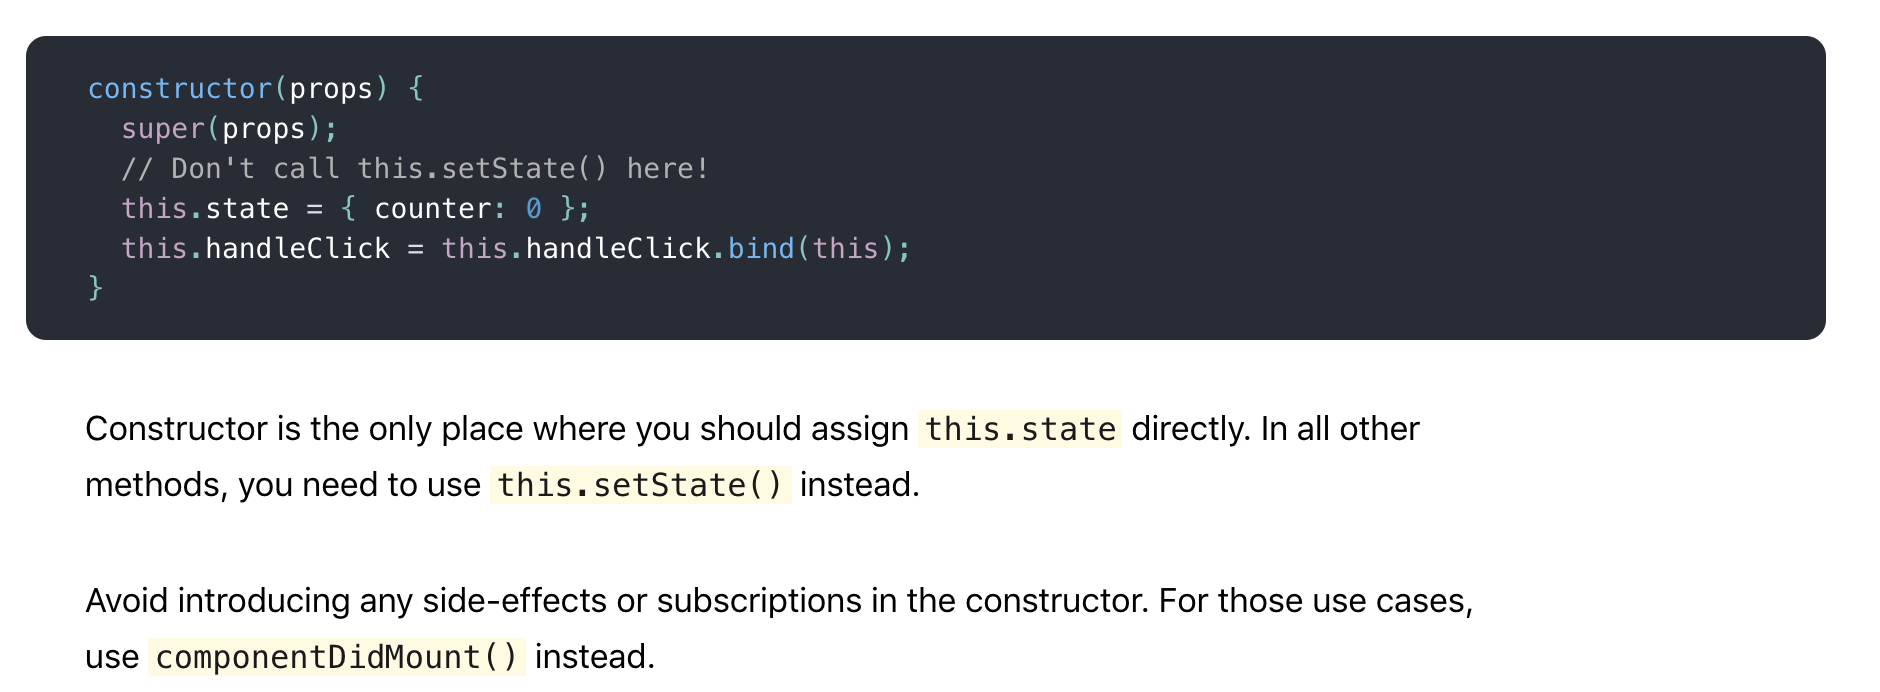 constructor(props) {
  super(props);
  // Don't call this.setState() here!
  this.state = { counter: 0 };
  this.handleClick = this.handleClick.bind(this);
}
Constructor is the only place where you should assign this.state directly. In all other
methods, you need to use this.setState() instead.
Avoid introducing any side-effects or subscriptions in the constructor. For those use cases,
use componentDidMount() instead.